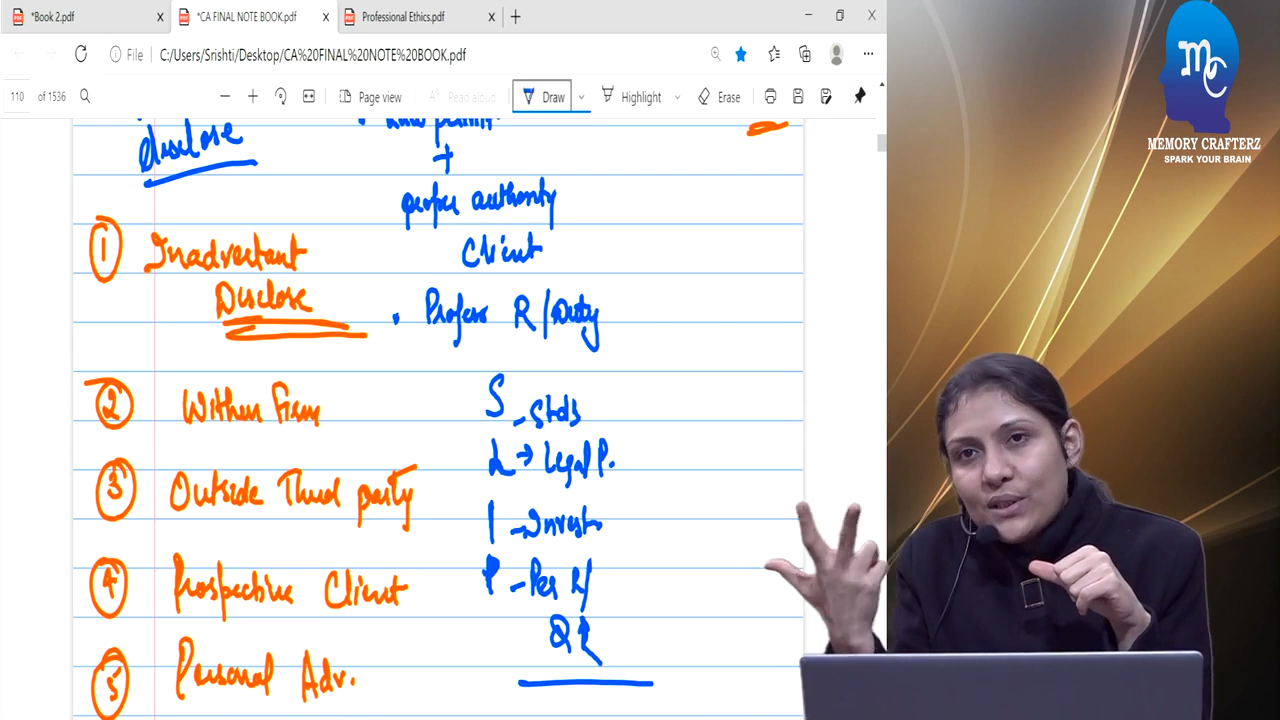 *Book 2.pdf
*CA FINAL NOTE BOOK.pdf
Professional Ethics.pdf
File
C:/Users/Srishti/Desktop/CA%20FINAL%20NOTE%20BOOK.pdf
110 of 1536
Page view
Read aloud
Draw
Highlight
Erase
MC
MEMORY CRAFTERZ
SPARK YOUR BRAIN
disclose
+
proper authority
Client
① Inadvertant
Disclose
• Profess R/Duty
② Within Firm
③ Outside Third party
④ Prospective Client
⑤ Personal Adv.
S - Stds
L → Legal P.
I - Invest
P - Per R/
QR